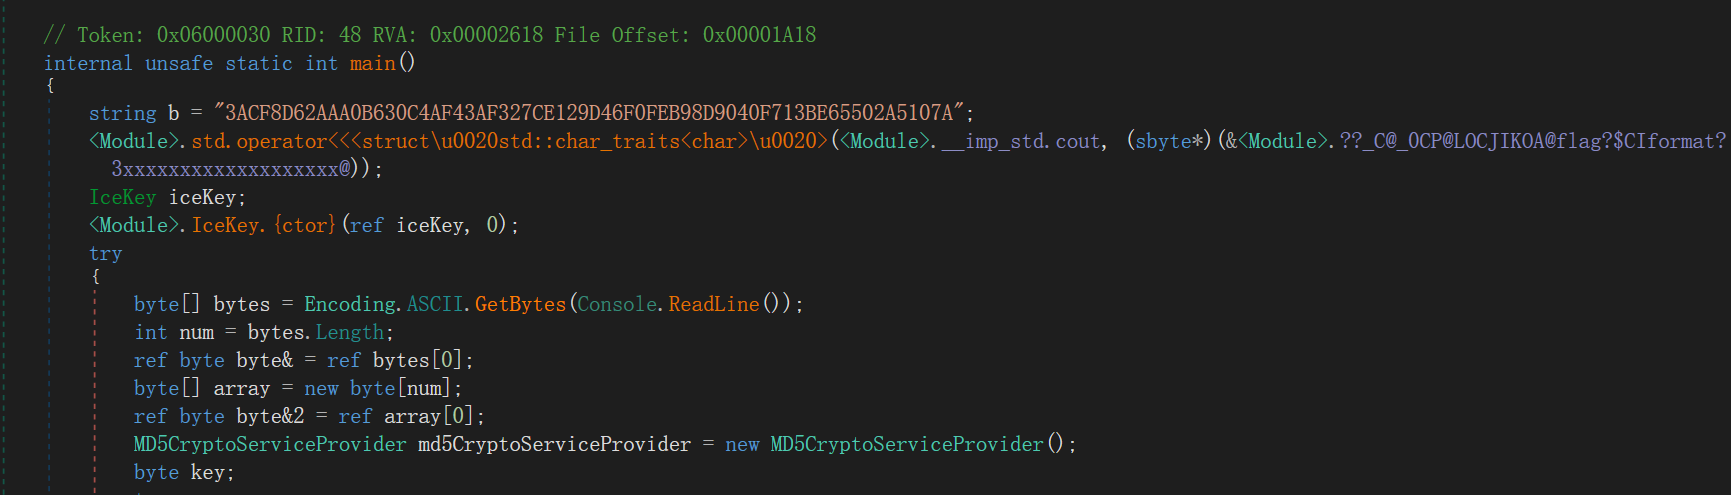 // Token: 0x06000030 RID: 48 RVA: 0x00002618 File Offset: 0x00001A18
internal unsafe static int main()
{
string b = "3ACF8D62AAA0B630C4AF43AF327CE129D46F0FEB98D9040F713BE65502A5107A";
<Module>.std.operator<<<struct\u0020std::char_traits<char>\u0020>(<Module>.__imp_std.cout, (sbyte*)(&<Module>.??_C@_0CP@LOCJIKOA@flag?$CIformat?
3xxxxxxxxxxxxxxxxxxx@));
IceKey iceKey;
<Module>.IceKey.{ctor}(ref iceKey, 0);
try
{
byte[] bytes = Encoding.ASCII.GetBytes(Console.ReadLine());
int num = bytes.Length;
ref byte byte& = ref bytes[0];
byte[] array = new byte[num];
ref byte byte&2 = ref array[0];
MD5CryptoServiceProvider md5CryptoServiceProvider = new MD5CryptoServiceProvider();
byte key;